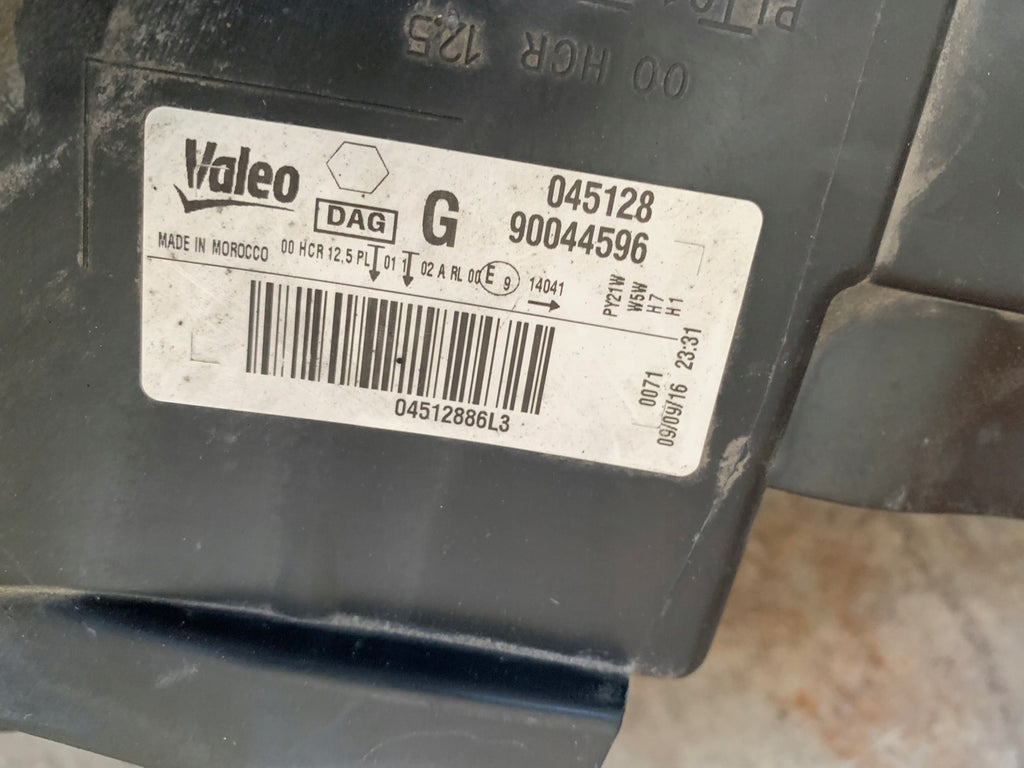 00 HCR 12.5
Valeo
DAG
G
045128
90044596
MADE IN MOROCCO
00 HCR 12,5 PL 01 1 02 A RL 00 E 9 14041
PY21W
W5W
H7
H1
04512886L3
0071
09/09/16 23:31